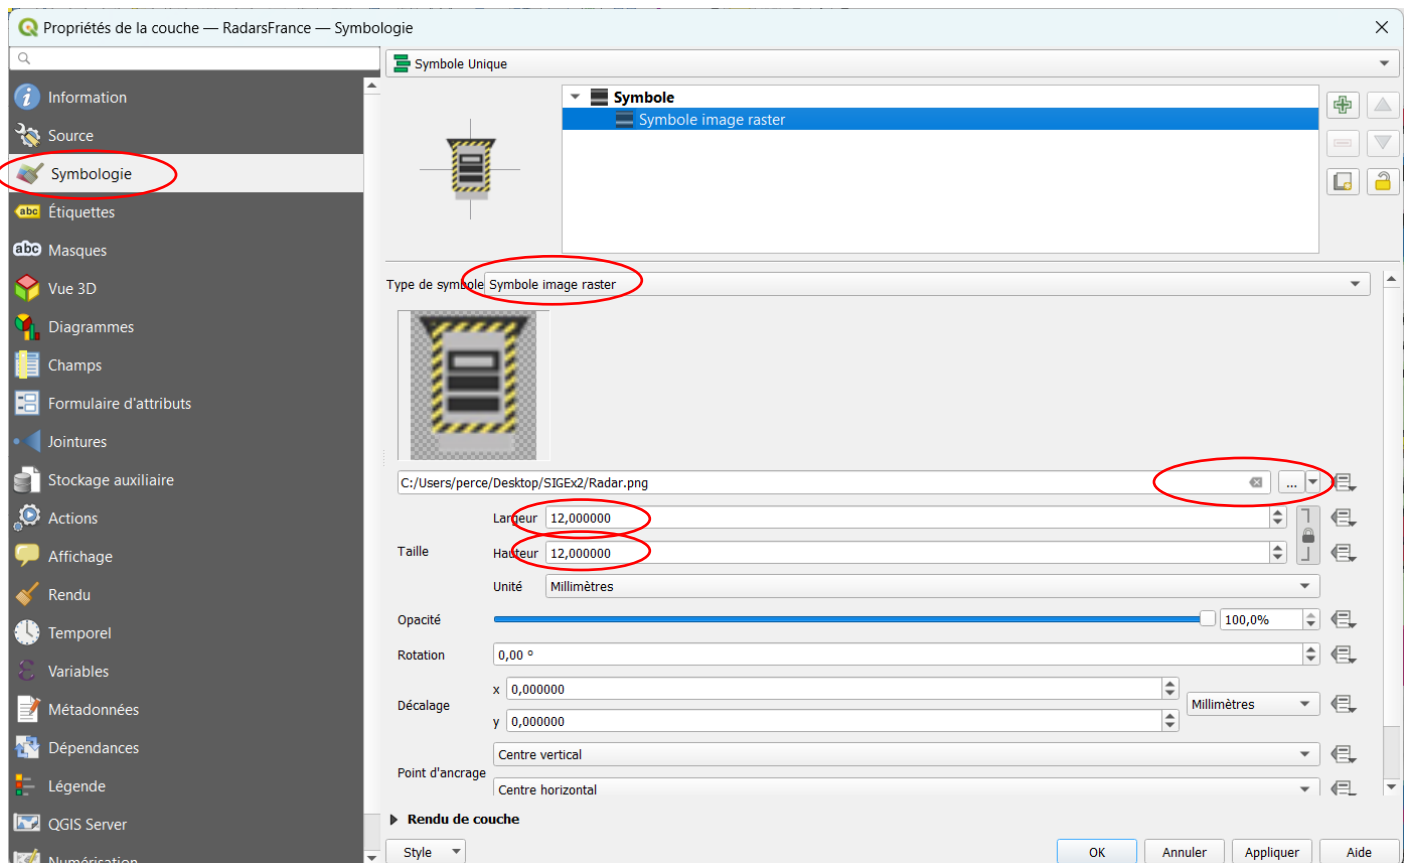 Propriétés de la couche — RadarsFrance — Symbologie
Symbole Unique
Information
Source
Symbologie
abc Étiquettes
abc Masques
Vue 3D
Diagrammes
Champs
Formulaire d'attributs
Jointures
Stockage auxiliaire
Actions
Affichage
Rendu
Temporel
Variables
Métadonnées
Dépendances
Légende
QGIS Server
Numérisation
Symbole
Symbole image raster
Type de symbole Symbole image raster
C:/Users/perce/Desktop/SIGEx2/Radar.png ...
Taille
Largeur 12,000000
Hauteur 12,000000
Unité Millimètres
Opacité 100,0%
Rotation 0,00 °
Décalage
x 0,000000
y 0,000000
Millimètres
Point d'ancrage
Centre vertical
Centre horizontal
Rendu de couche
Style OK Annuler Appliquer Aide